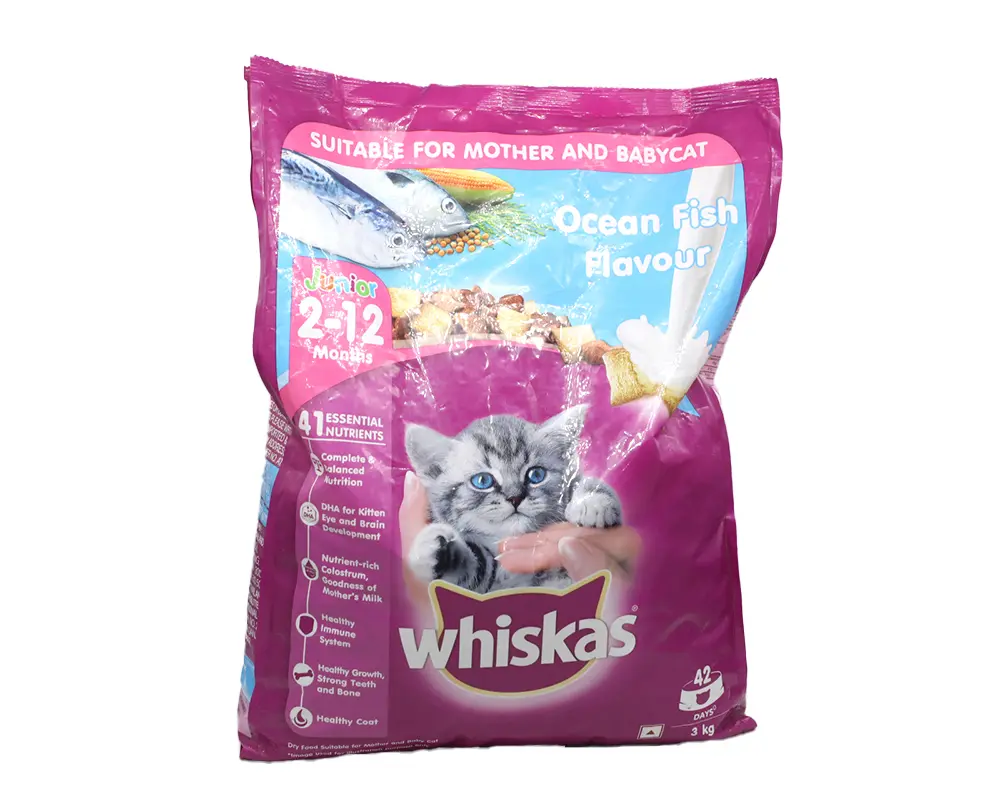 SUITABLE FOR MOTHER AND BABYCAT
Ocean Fish
Flavour
Junior
2-12
Months
41 ESSENTIAL
NUTRIENTS
Complete &
Balanced
Nutrition
DHA for Kitten
Eye and Brain
Development
Nutrient-rich
Colostrum,
Goodness of
Mother's Milk
Healthy
Immune
System
Healthy Growth,
Strong Teeth
and Bone
Healthy Coat
whiskas®
42
DAYS
3 kg
Dry Food Suitable for Mother and Baby Cat